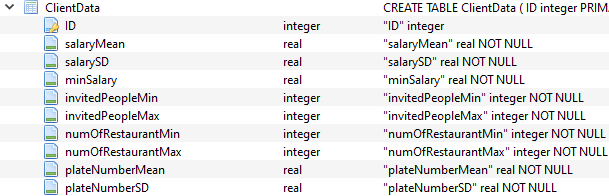 ClientData CREATE TABLE ClientData ( ID integer PRIM
ID integer "ID" integer
salaryMean real "salaryMean" real NOT NULL
salarySD real "salarySD" real NOT NULL
minSalary real "minSalary" real NOT NULL
invitedPeopleMin integer "invitedPeopleMin" integer NOT NULL
invitedPeopleMax integer "invitedPeopleMax" integer NOT NULL
numOfRestaurantMin integer "numOfRestaurantMin" integer NOT NULL
numOfRestaurantMax integer "numOfRestaurantMax" integer NOT NULL
plateNumberMean real "plateNumberMean" real NOT NULL
plateNumberSD real "plateNumberSD" real NOT NULL